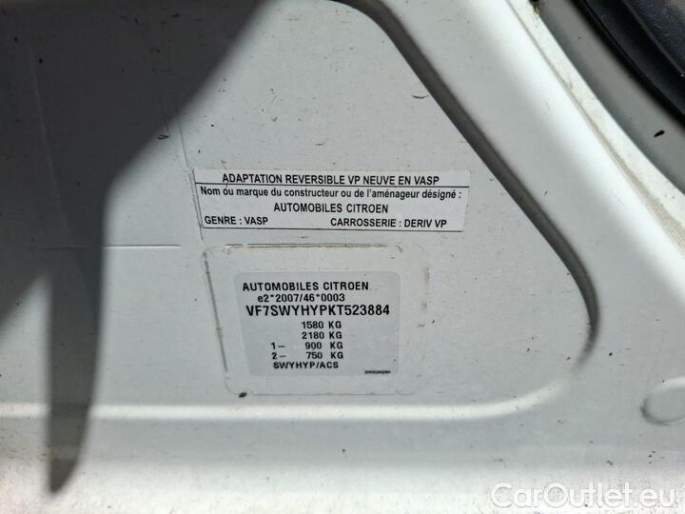 ADAPTATION REVERSIBLE VP NEUVE EN VASP
Nom ou marque du constructeur ou de l'aménageur désigné :
AUTOMOBILES CITROEN
GENRE : VASP CARROSSERIE : DERIV VP
AUTOMOBILES CITROEN
e2*2007/46*0003
VF7SWYHYPKT523884
1580 KG
2180 KG
1- 900 KG
2- 750 KG
SWYHYP/ACS
CarOutlet.eu